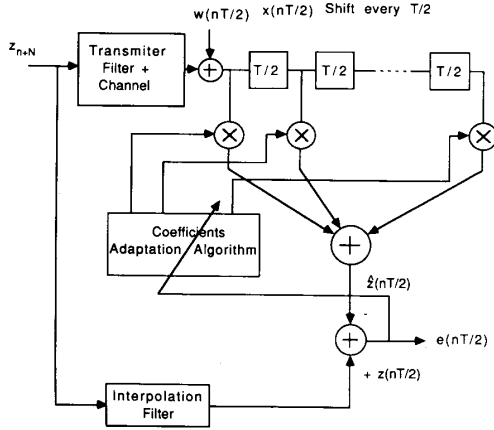 w(nT/2) x(nT/2) Shift every T/2
z_{n+N}
Transmiter
Filter +
Channel
+
T/2
T/2
T/2
×
×
×
Coefficients
Adaptation Algorithm
+
ẑ(nT/2)
+
e(nT/2)
+ z(nT/2)
Interpolation
Filter